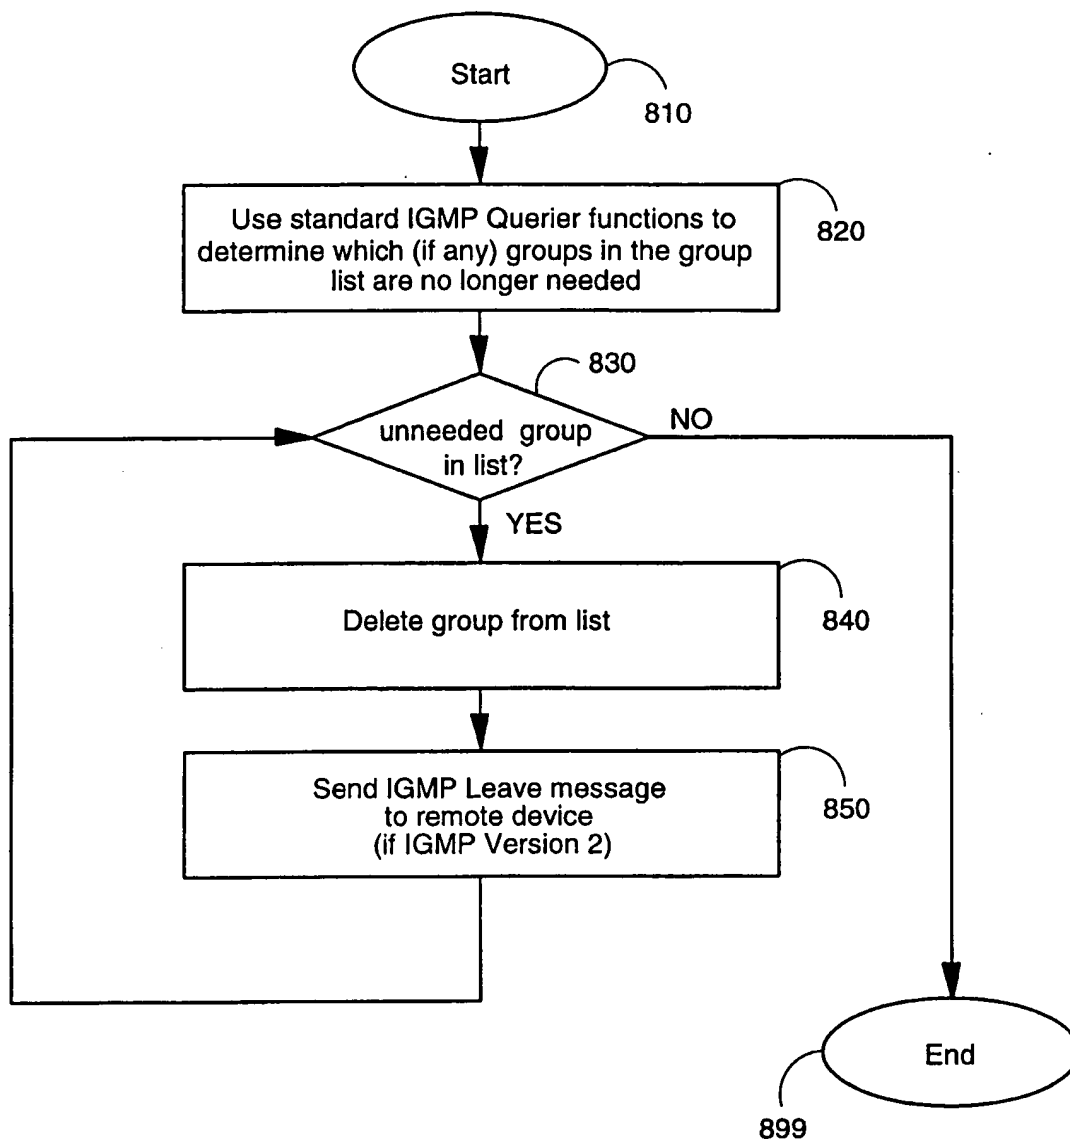 Start
810
Use standard IGMP Querier functions to
determine which (if any) groups in the group
list are no longer needed
820
830
unneeded group
in list?
NO
YES
Delete group from list
840
Send IGMP Leave message
to remote device
(if IGMP Version 2)
850
End
899